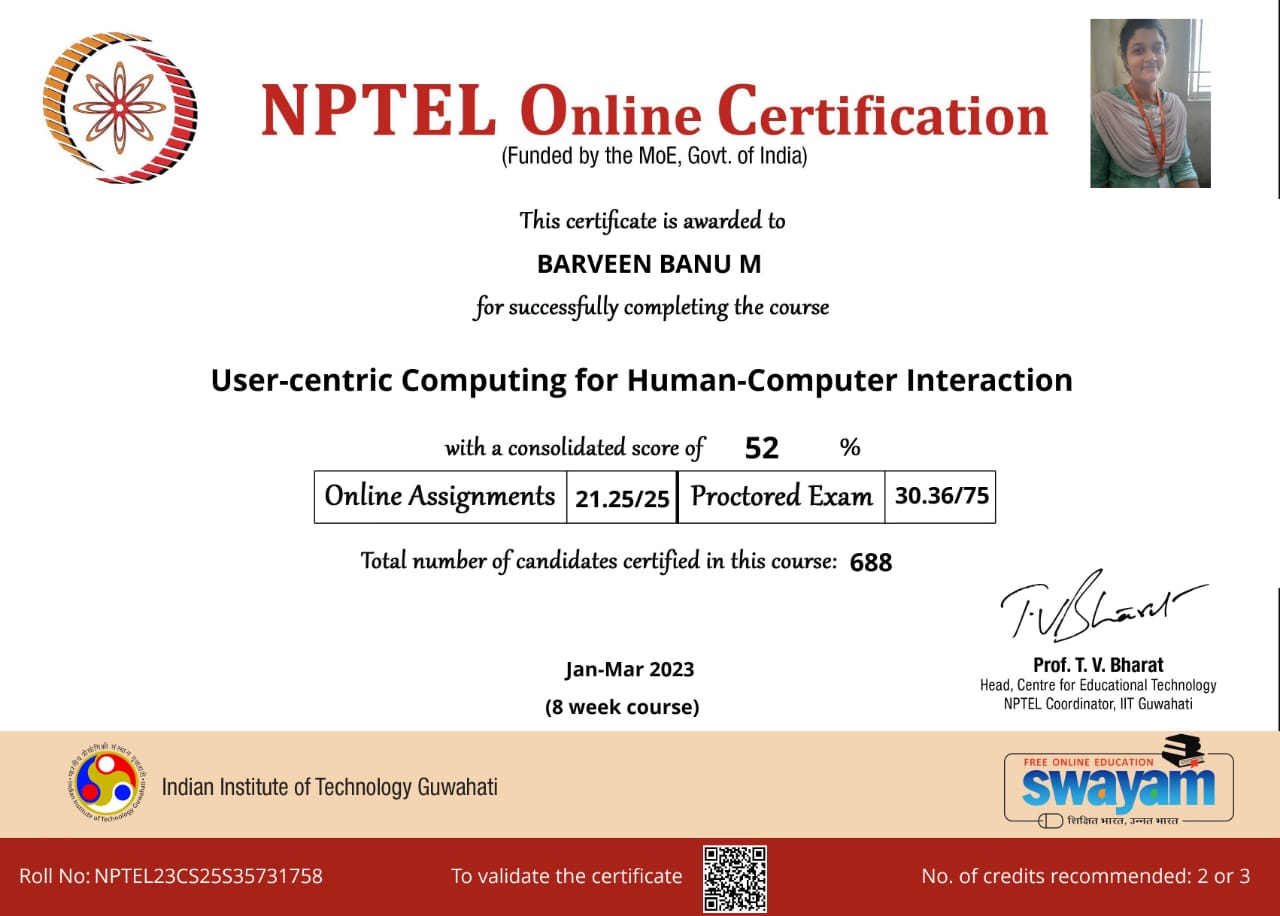 NPTEL Online Certification
(Funded by the MoE, Govt. of India)
This certificate is awarded to
BARVEEN BANU M
for successfully completing the course
User-centric Computing for Human-Computer Interaction
with a consolidated score of 52 %
Online Assignments 21.25/25 Proctored Exam 30.36/75
Total number of candidates certified in this course: 688
T.V.Bharat
Jan-Mar 2023
(8 week course)
Prof. T. V. Bharat
Head, Centre for Educational Technology
NPTEL Coordinator, IIT Guwahati
Indian Institute of Technology Guwahati
Indian Institute of Technology Guwahati
FREE ONLINE EDUCATION
swayam
शिक्षित भारत, उन्नत भारत
Roll No: NPTEL23CS25S35731758
To validate the certificate
No. of credits recommended: 2 or 3